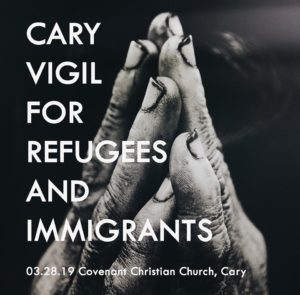 CARY
VIGIL
FOR
REFUGEES
AND
IMMIGRANTS
03.28.19 Covenant Christian Church, Cary